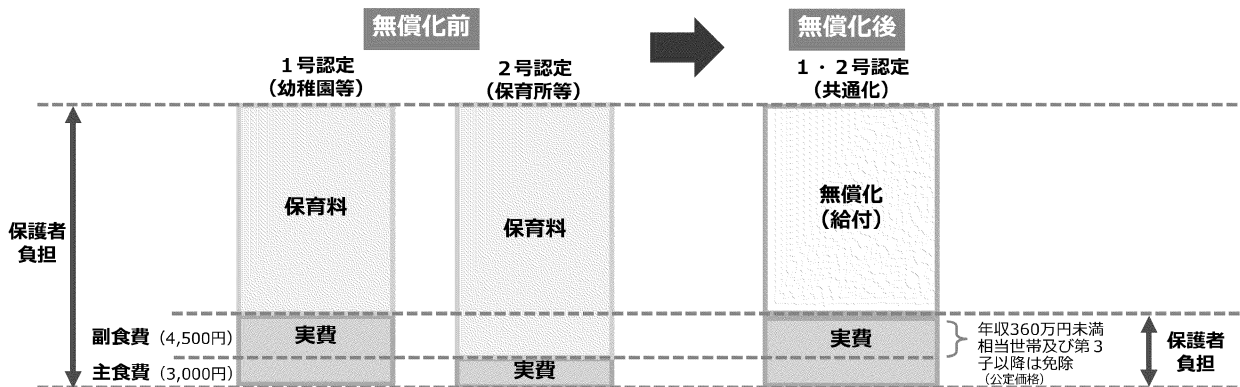 無償化前
無償化後
1号認定
(幼稚園等)
2号認定
(保育所等)
1・2号認定
(共通化)
保護者
負担
保育料
保育料
無償化
(給付)
副食費 (4,500円)
実費
実費
年収360万円未満
相当世帯及び第3
子以降は免除
(公定価格)
保護者
負担
主食費 (3,000円)
実費